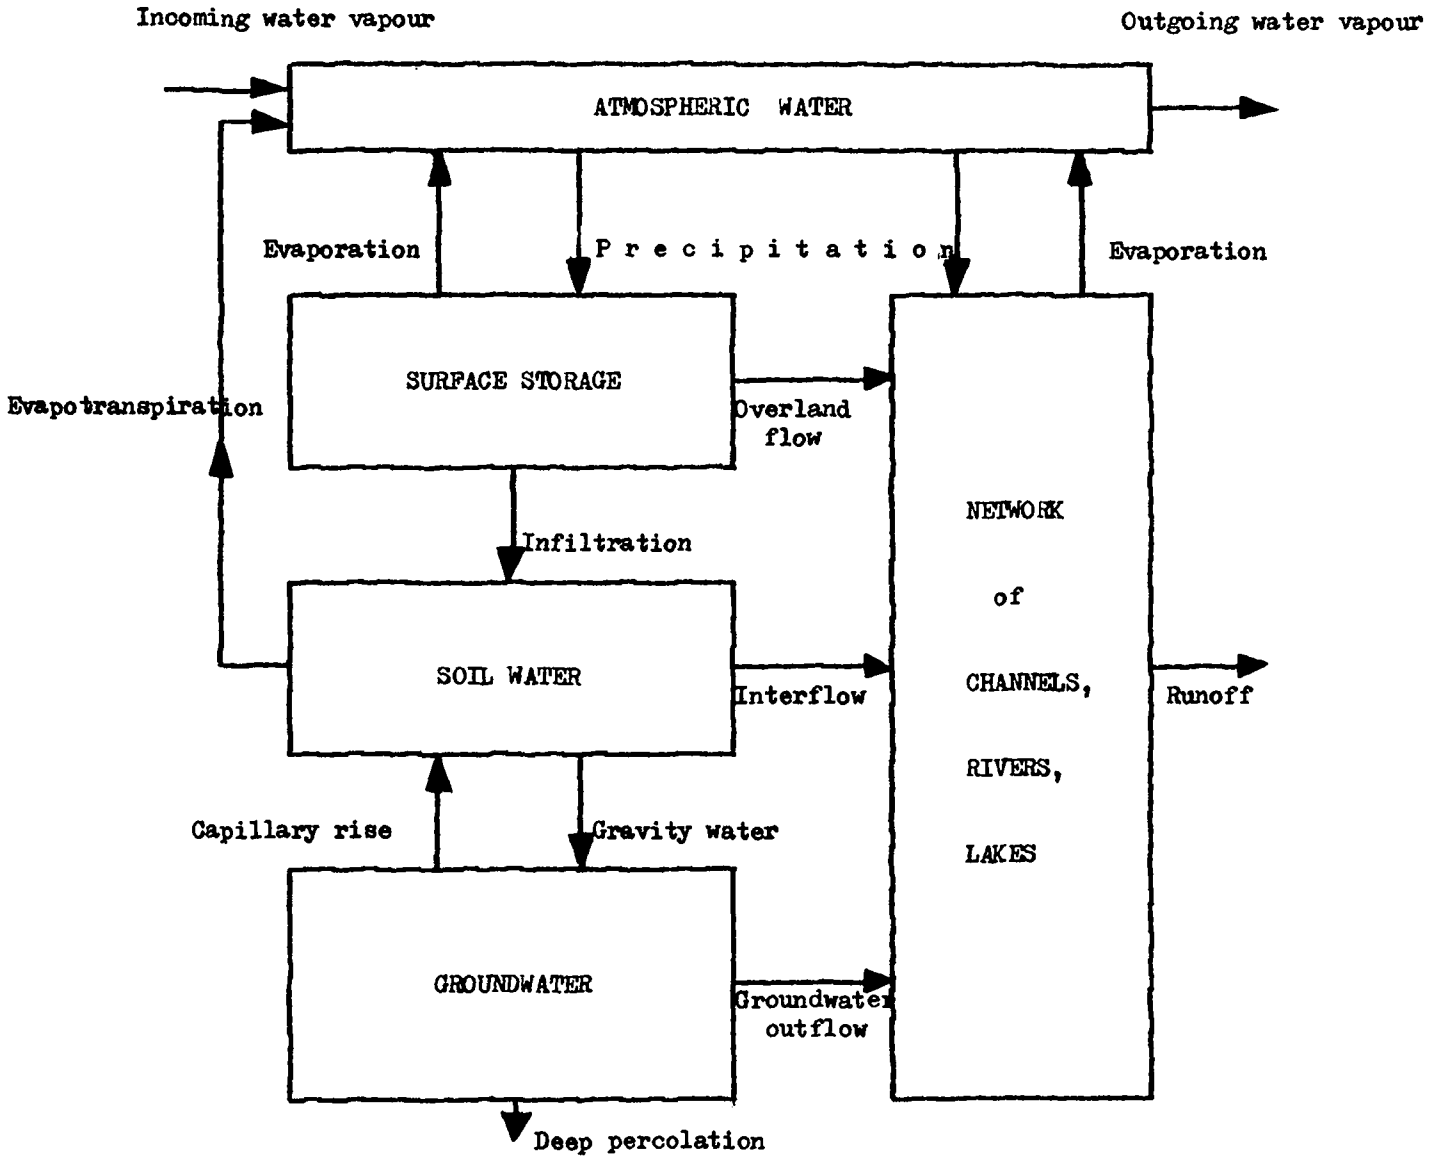 Incoming water vapour
Outgoing water vapour
ATMOSPHERIC WATER
Evaporation
Precipitation
Evaporation
SURFACE STORAGE
Evapotranspiration
Overland
flow
NETWORK
Infiltration
of
SOIL WATER
CHANNELS,
Interflow
Runoff
RIVERS,
Capillary rise
Gravity water
LAKES
GROUNDWATER
Groundwater
outflow
Deep percolation